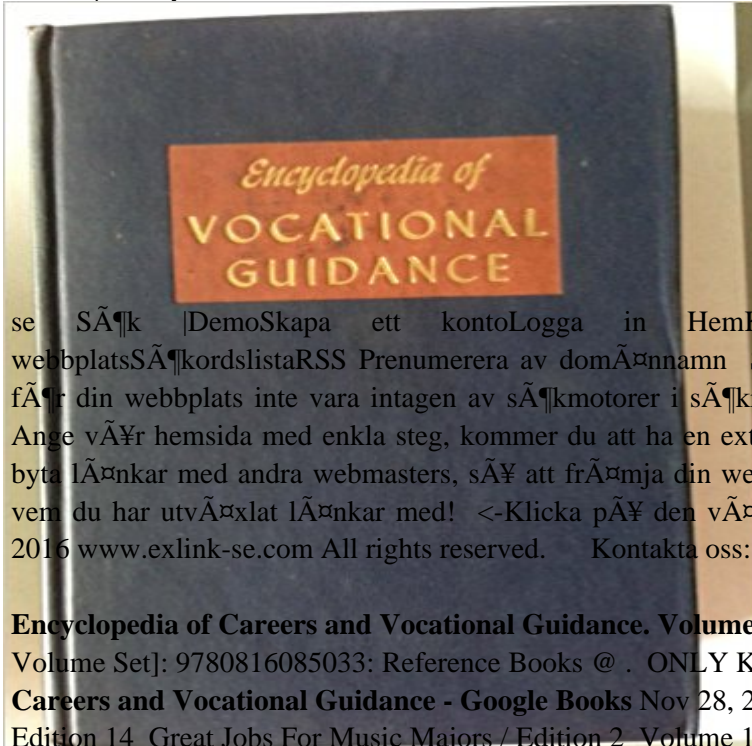 Encyclopedia of
VOCATIONAL
GUIDANCE
se SÃ¶k |DemoSkapa ett kontoLogga in Hem
webbplatsSÃ¶kordslistaRSS Prenumerera av domÃ¤nnamn
fÃ¶r din webbplats inte vara intagen av sÃ¶kmotorer i
Ange vÃ¥r hemsida med enkla steg, kommer du att ha en
byta lÃ¤nkar med andra webmasters, sÃ¥ att frÃ¤mja din
vem du har utvÃ¤xlat lÃ¤nkar med! <-Klicka pÃ¥ den
2016 www.exlink-se.com All rights reserved. Kontakta oss:
Encyclopedia of Careers and Vocational Guidance. Volume
Volume Set]: 9780816085033: Reference Books @ . ONLY
Careers and Vocational Guidance - Google Books Nov 28,
Edition 14 Great Jobs For Music Majors / Edition 2 Volume